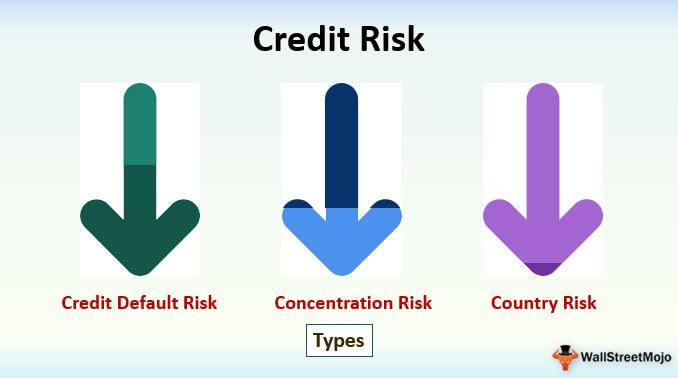 Credit Risk
Credit Default Risk
Concentration Risk
Country Risk
Types
WallStreetMojo